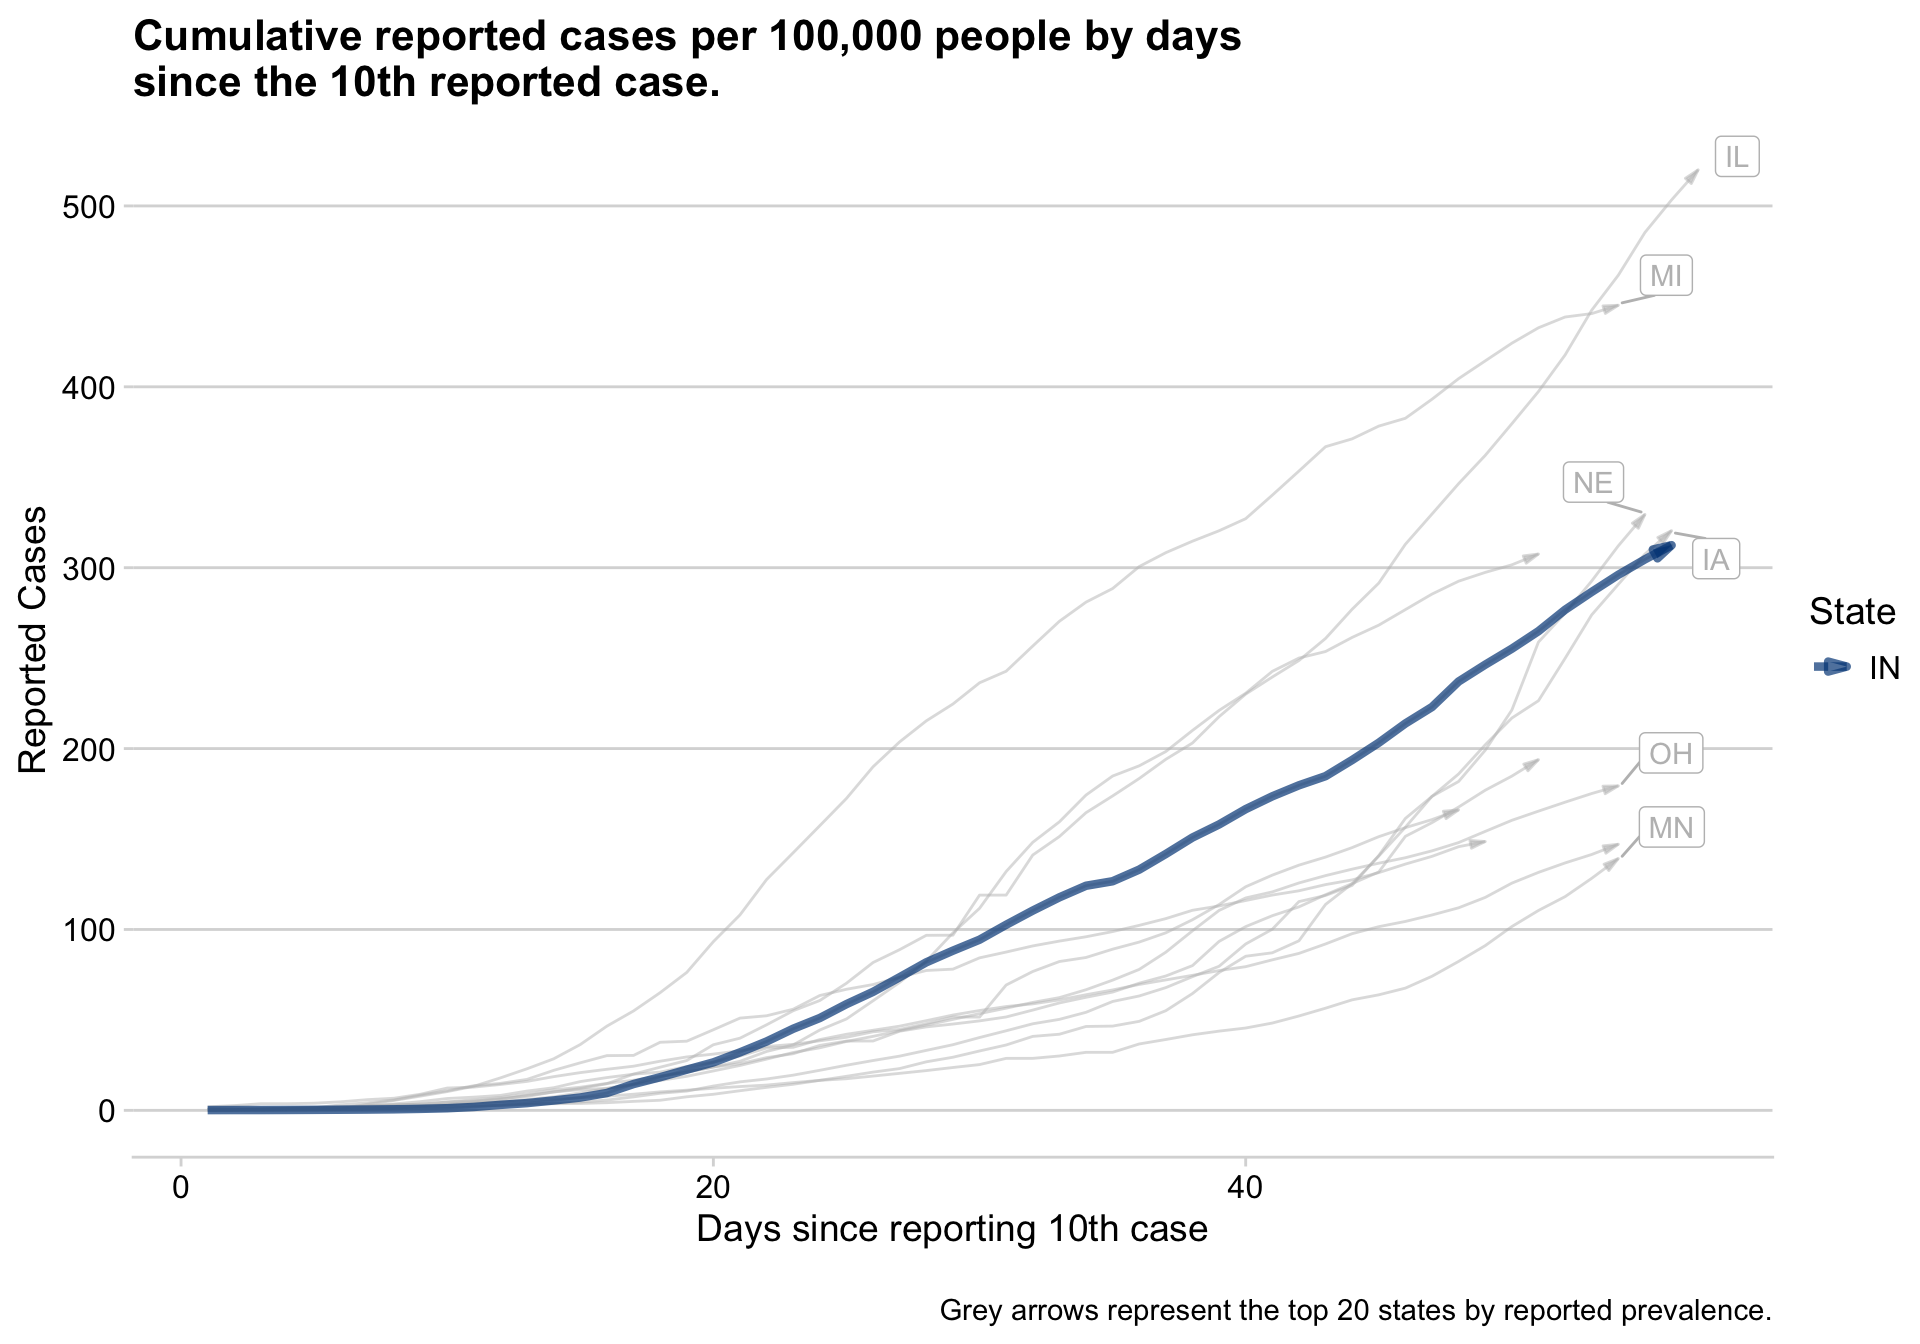 Cumulative reported cases per 100,000 people by days
since the 10th reported case.
IL
500
MI
400
NE
300
IA
Reported Cases
State
IN
200
OH
MN
100
0
0
20
40
Days since reporting 10th case
Grey arrows represent the top 20 states by reported prevalence.